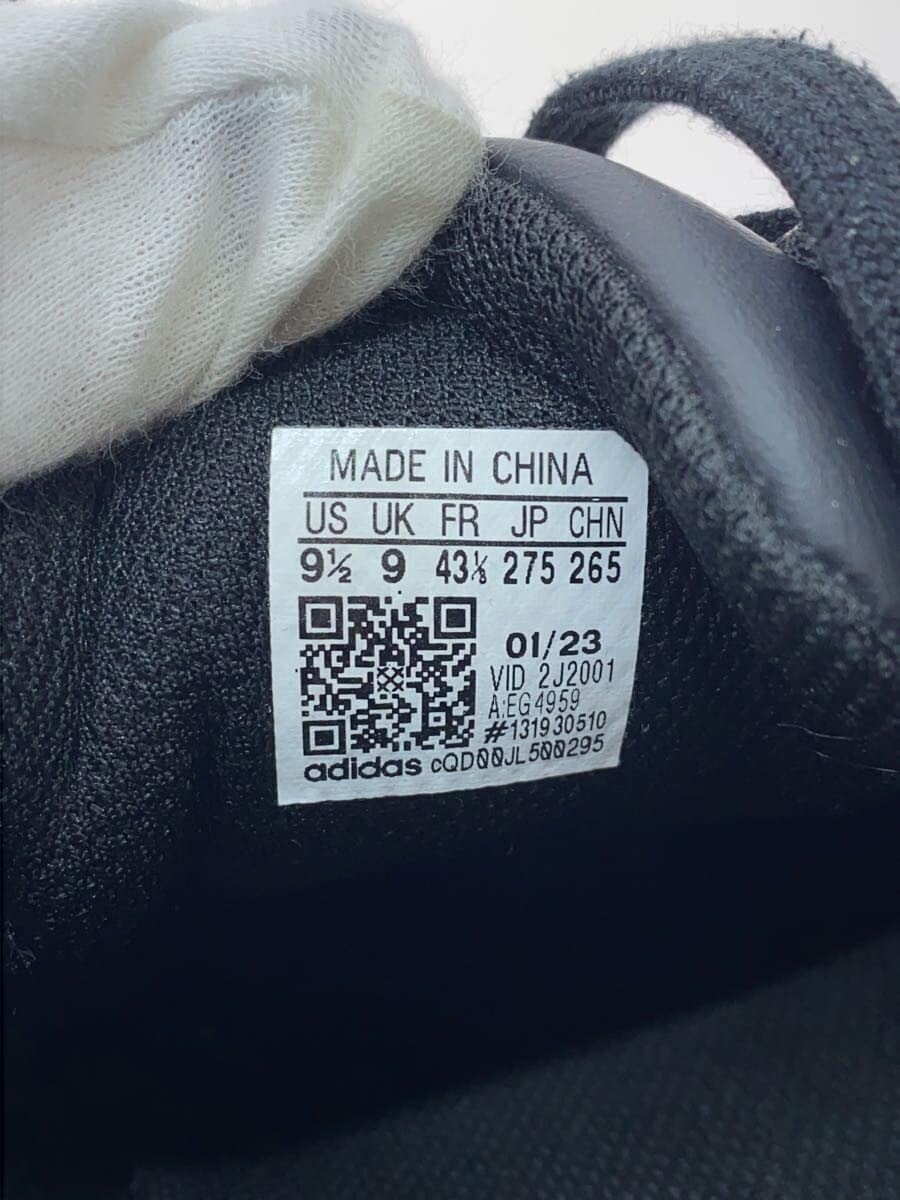 MADE IN CHINA
US UK FR JP CHN
9½ 9 43⅓ 275 265
01/23
VID 2J2001
A:EG4959
#131930510
adidas cQD00JL500295